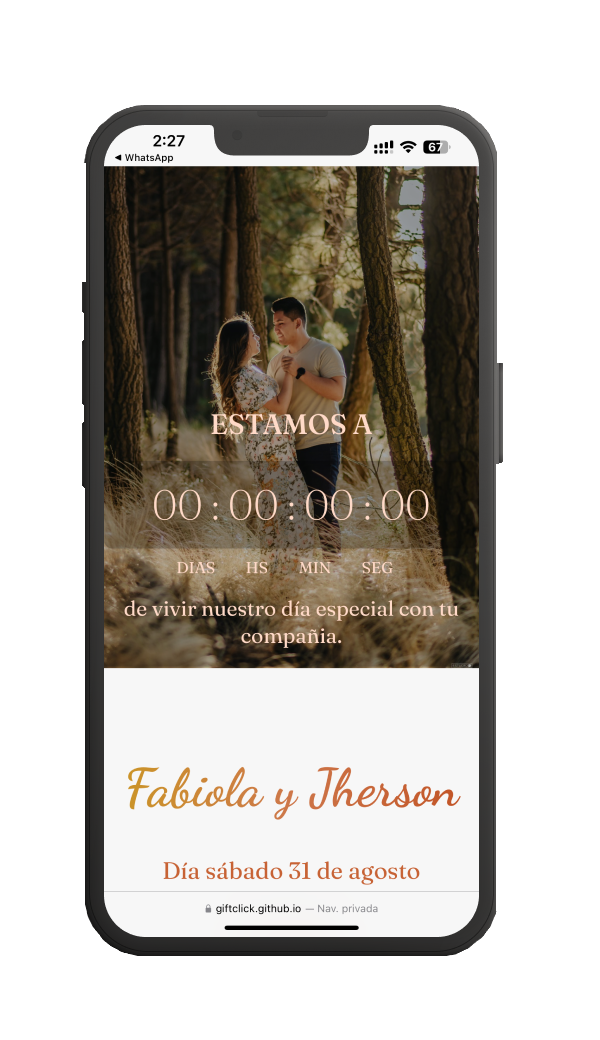 2:27
◀ WhatsApp
67
ESTAMOS A
00 : 00 : 00 : 00
DIAS HS MIN SEG
de vivir nuestro día especial con tu
compañia.
Fabiola y Jherson
Día sábado 31 de agosto
giftclick.github.io — Nav. privada